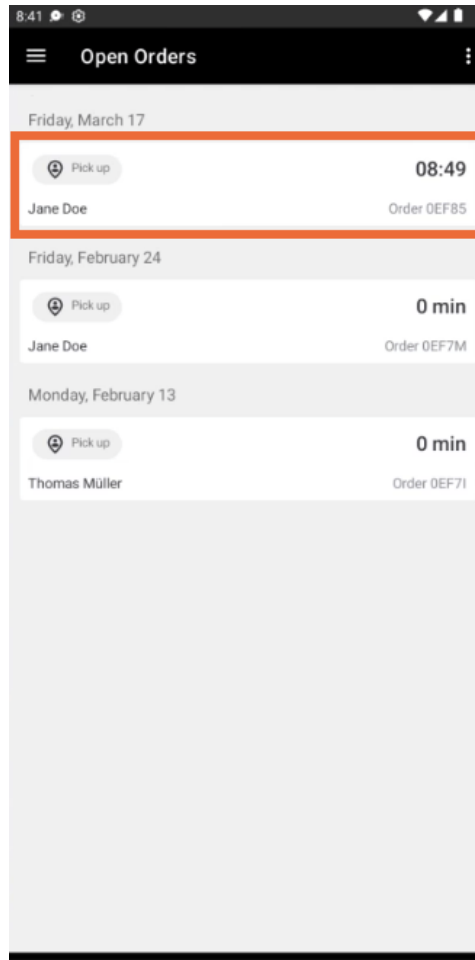 8:41
Open Orders
Friday, March 17
Pick up 08:49
Jane Doe Order 0EF85
Friday, February 24
Pick up 0 min
Jane Doe Order 0EF7M
Monday, February 13
Pick up 0 min
Thomas Müller Order 0EF7I